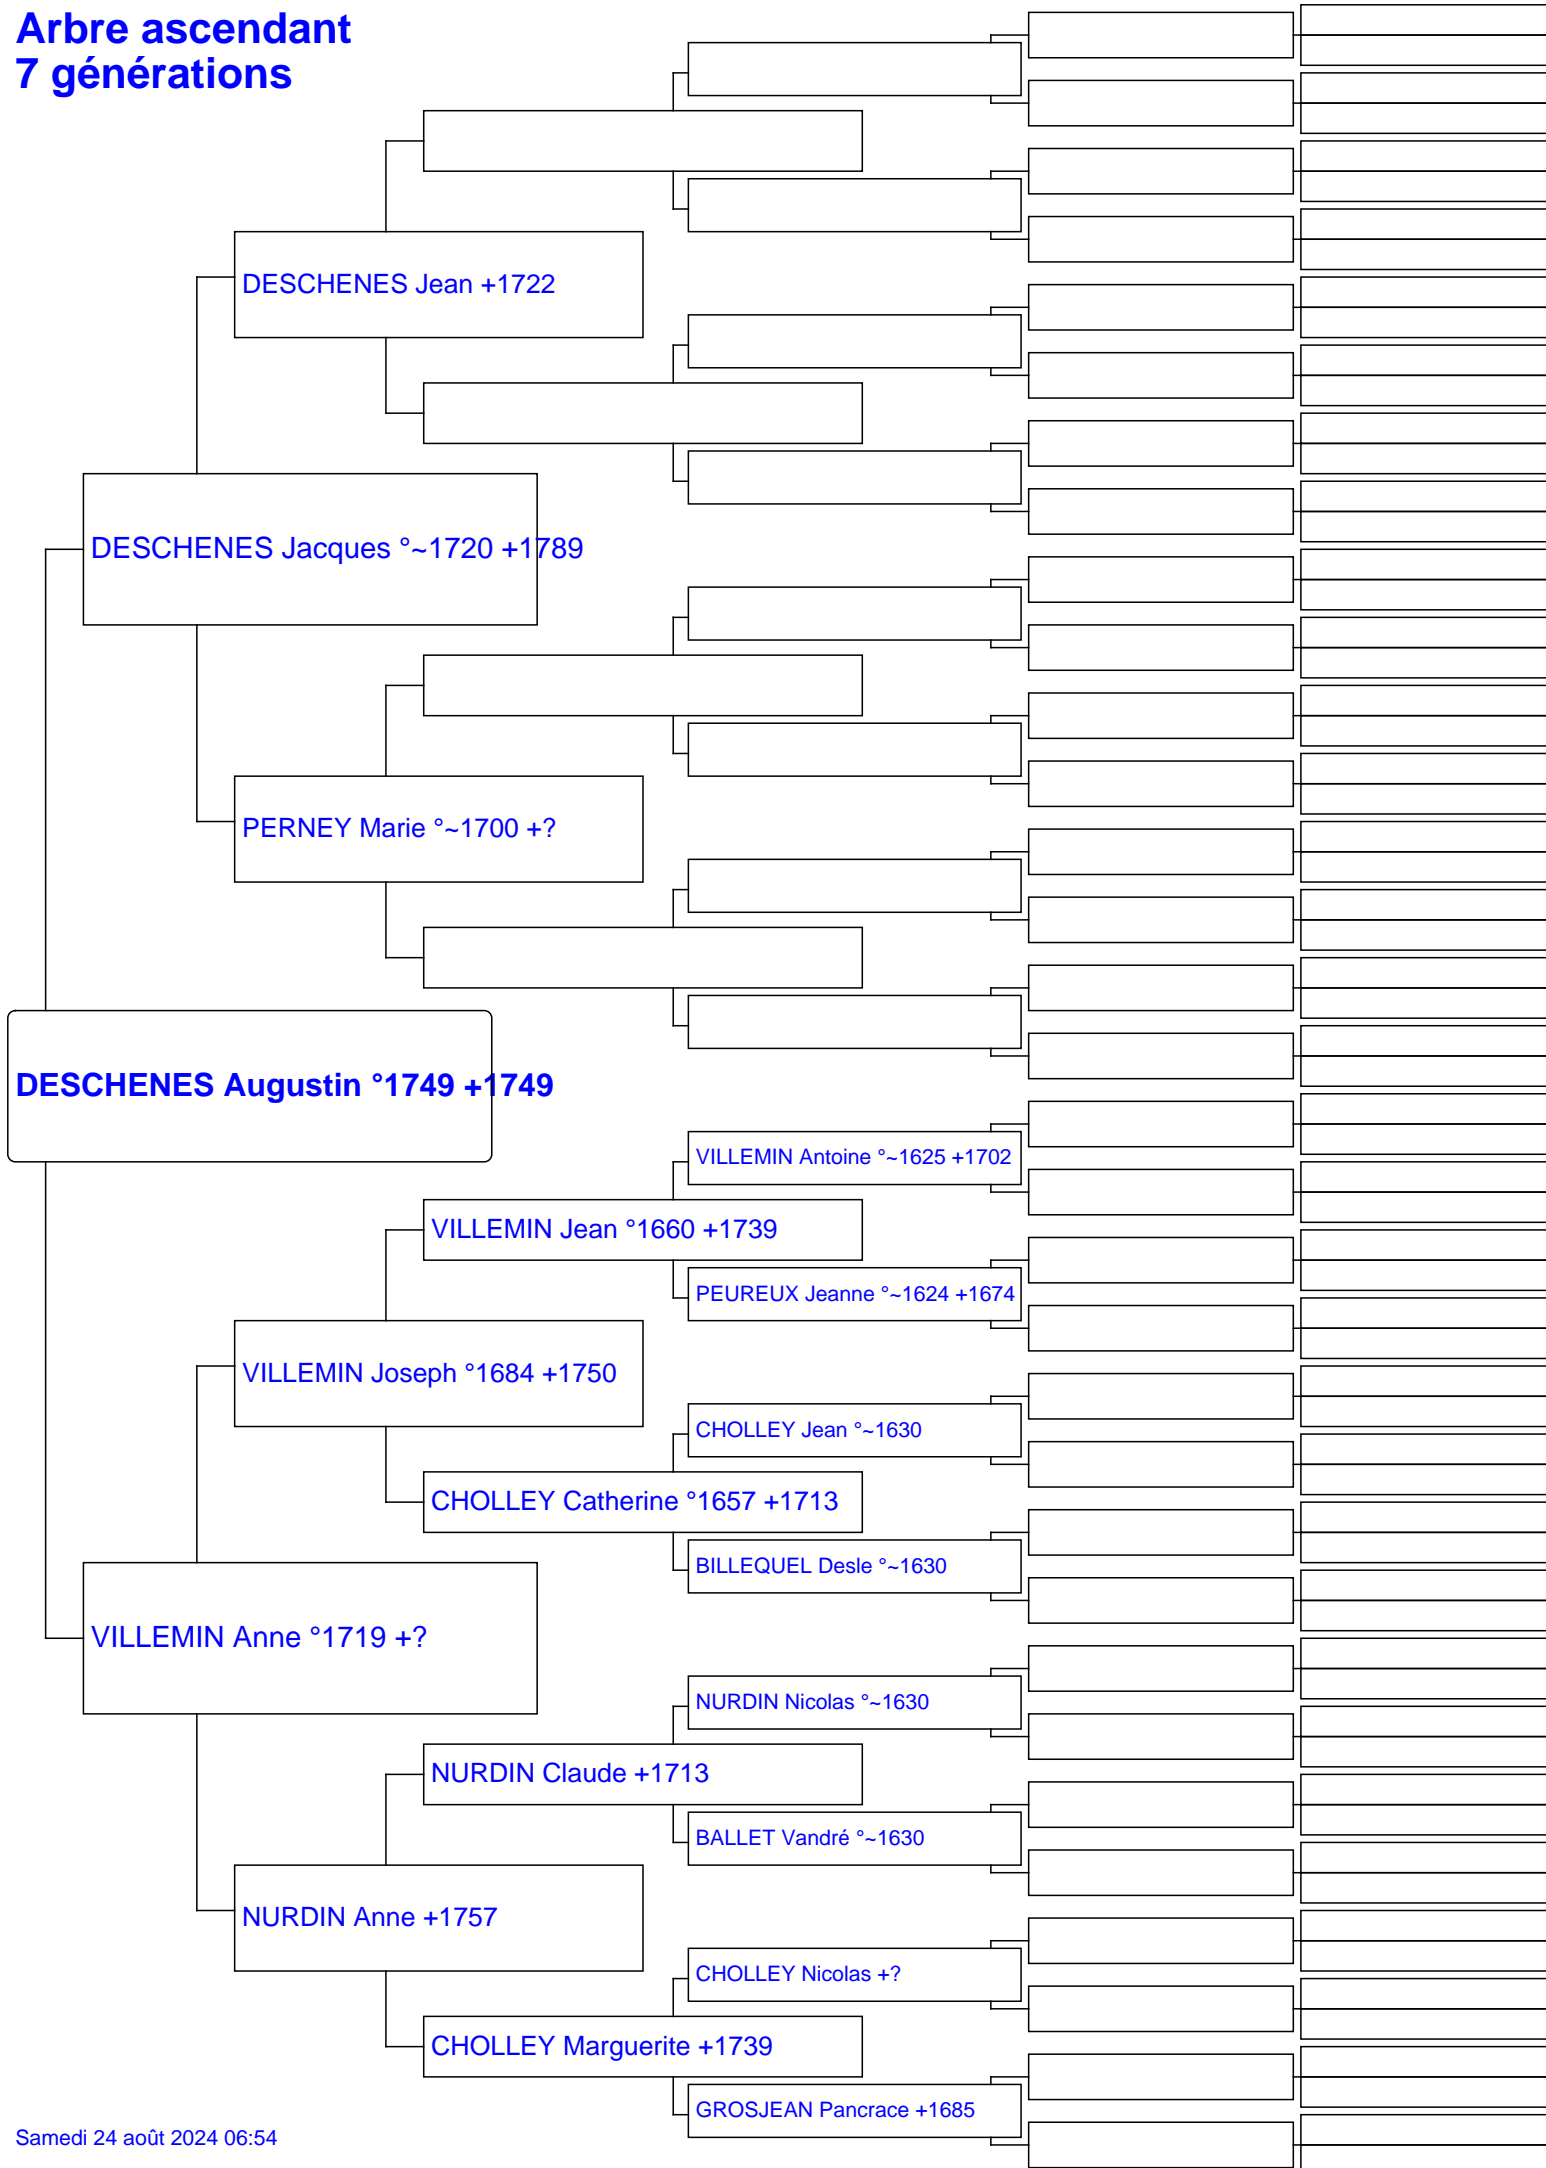 Arbre ascendant
7 générations
DESCHENES Jean +1722
DESCHENES Jacques °~1720 +1789
PERNEY Marie °~1700 +?
DESCHENES Augustin °1749 +1749
VILLEMIN Antoine °~1625 +1702
VILLEMIN Jean °1660 +1739
PEUREUX Jeanne °~1624 +1674
VILLEMIN Joseph °1684 +1750
CHOLLEY Jean °~1630
CHOLLEY Catherine °1657 +1713
BILLEQUEL Desle °~1630
VILLEMIN Anne °1719 +?
NURDIN Nicolas °~1630
NURDIN Claude +1713
BALLET Vandré °~1630
NURDIN Anne +1757
CHOLLEY Nicolas +?
CHOLLEY Marguerite +1739
GROSJEAN Pancrace +1685
Samedi 24 août 2024 06:54